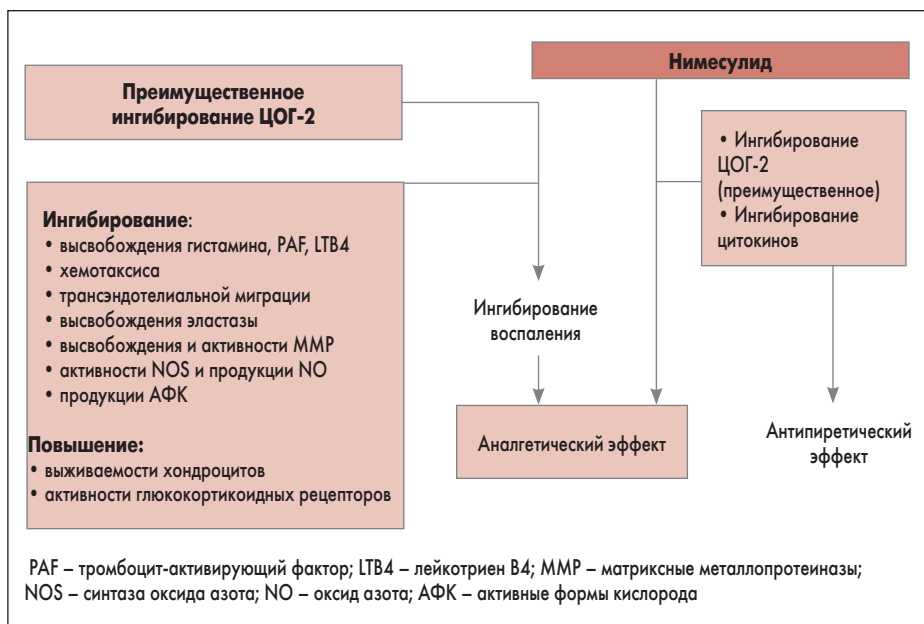 Нимесулид
Преимущественное
ингибирование ЦОГ-2
• Ингибирование
ЦОГ-2
(преимущественное)
• Ингибирование
цитокинов
Ингибирование:
• высвобождения гистамина, PAF, LTB4
• хемотаксиса
• трансэндотелиальной миграции
• высвобождения эластазы
• высвобождения и активности ММР
• активности NOS и продукции NO
• продукции АФК
Повышение:
• выживаемости хондроцитов
• активности глюкокортикоидных рецепторов
Ингибирование
воспаления
Аналгетический эффект
Антипиретический
эффект
PAF – тромбоцит-активирующий фактор; LTB4 – лейкотриен B4; ММР – матриксные металлопротеиназы;
NOS – синтаза оксида азота; NO – оксид азота; АФК – активные формы кислорода